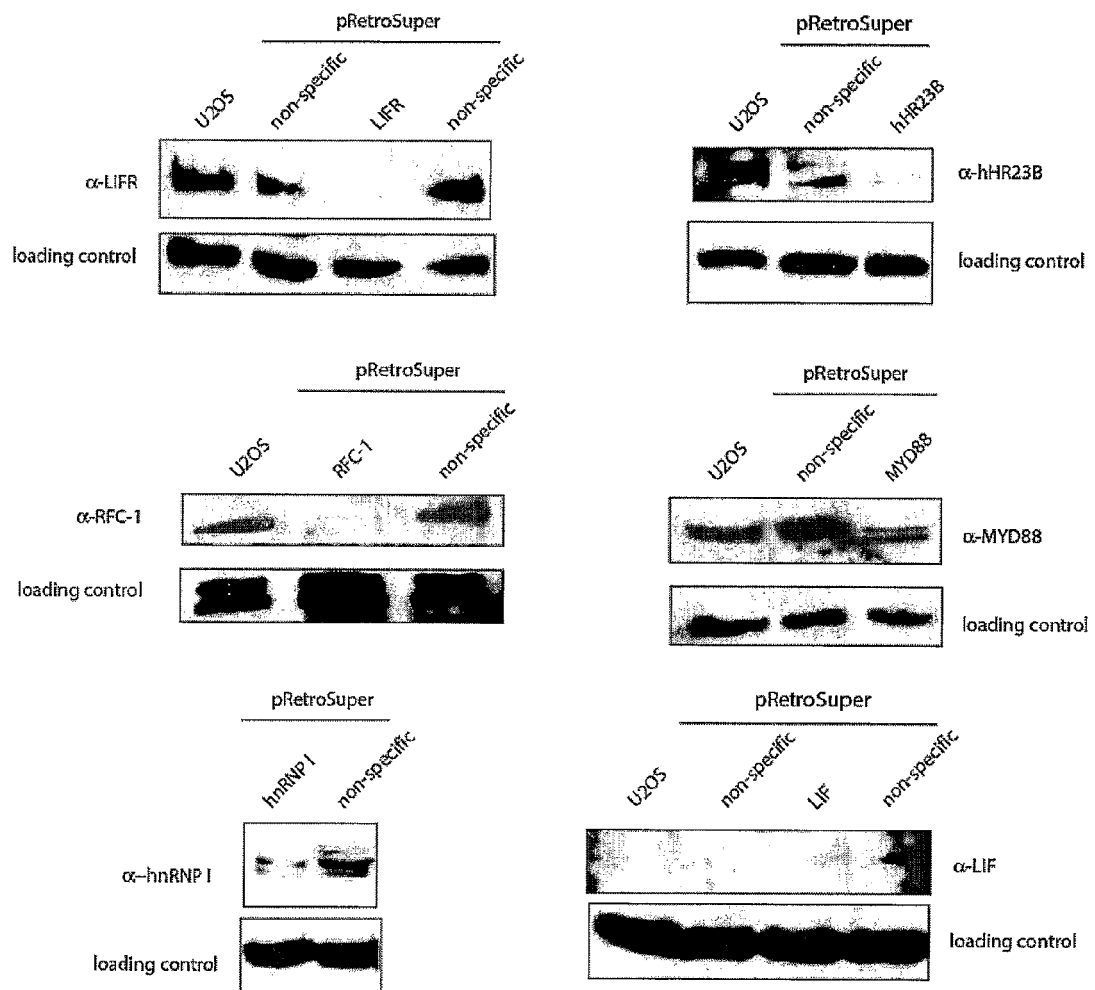 pRetroSuper
U2OS
non-specific
LIFR
non-specific
α-LIFR
loading control
pRetroSuper
U2OS
non-specific
hHR23B
α-hHR23B
loading control
pRetroSuper
U2OS
RFC-1
non-specific
α-RFC-1
loading control
pRetroSuper
U2OS
non-specific
MYD88
α-MYD88
loading control
pRetroSuper
hnRNP I
non-specific
α-hnRNP I
loading control
pRetroSuper
U2OS
non-specific
LIF
non-specific
α-LIF
loading control